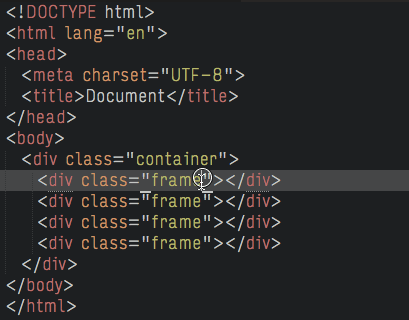 <!DOCTYPE html>
<html lang="en">
<head>
<meta charset="UTF-8">
<title>Document</title>
</head>
<body>
<div class="container">
<div class="frame"></div>
<div class="frame"></div>
<div class="frame"></div>
<div class="frame"></div>
</div>
</body>
</html>